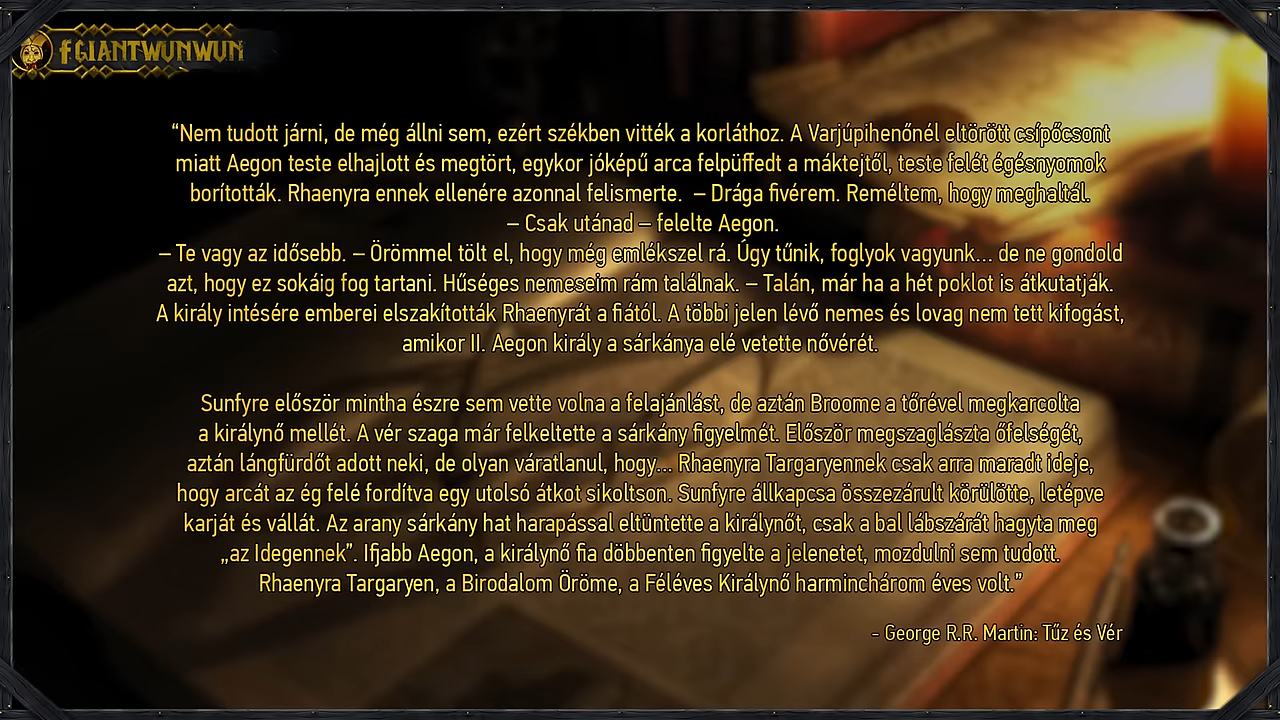 FGIANTWUNWUN
“Nem tudott járni, de még állni sem, ezért székben vitték a korláthoz. A Varjúpihenőnél eltörött csípőcsont
miatt Aegon teste elhajlott és megtört, egykor jóképű arca felpüffedt a máktejtől, teste felét égésnyomok
borították. Rhaenyra ennek ellenére azonnal felismerte. – Drága fivérem. Reméltem, hogy meghaltál.
– Csak utánad – felelte Aegon.
– Te vagy az idősebb. – Örömmel tölt el, hogy még emlékszel rá. Úgy tűnik, foglyok vagyunk... de ne gondold
azt, hogy ez sokáig fog tartani. Hűséges nemeseim rám találnak. – Talán, már ha a hét poklot is átkutatják.
A király intésére emberei elszakították Rhaenyrát a fiától. A többi jelen lévő nemes és lovag nem tett kifogást,
amikor II. Aegon király a sárkánya elé vetette nővérét.
Sunfyre először mintha észre sem vette volna a felajánlást, de aztán Broome a tőrével megkarcolta
a királynő mellét. A vér szaga már felkeltette a sárkány figyelmét. Először megszaglászta őfelségét,
aztán lángfürdőt adott neki, de olyan váratlanul, hogy... Rhaenyra Targaryennek csak arra maradt ideje,
hogy arcát az ég felé fordítva egy utolsó átkot sikoltson. Sunfyre állkapcsa összezárult körülötte, letépve
karját és vállát. Az arany sárkány hat harapással eltüntette a királynőt, csak a bal lábszárát hagyta meg
„az Idegennek”. Ifjabb Aegon, a királynő fia döbbenten figyelte a jelenetet, mozdulni sem tudott.
Rhaenyra Targaryen, a Birodalom Öröme, a Féléves Királynő harminchárom éves volt.”
- George R.R. Martin: Tűz és Vér